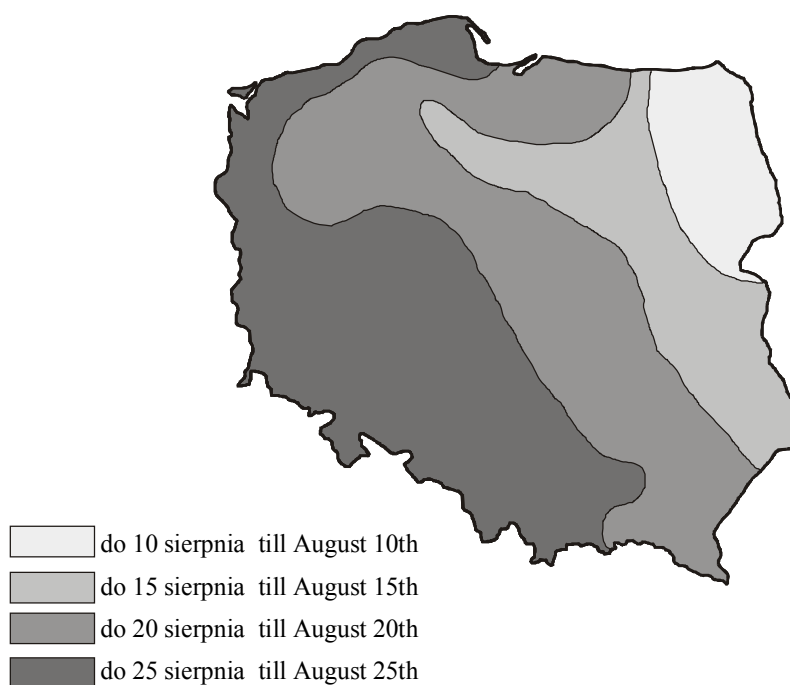 do 10 sierpnia till August 10th
do 15 sierpnia till August 15th
do 20 sierpnia till August 20th
do 25 sierpnia till August 25th